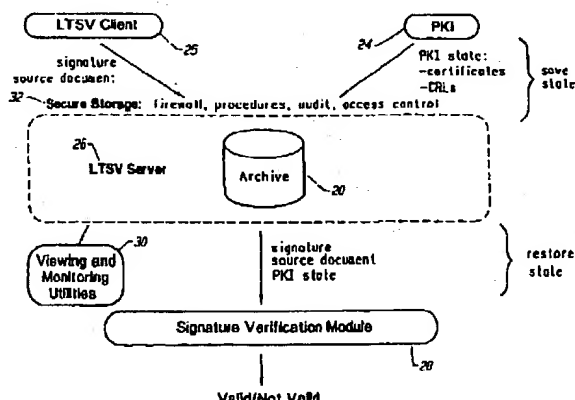 LTSV Client
25
PKI
24
signature
source document:
PKI state:
-certificates
-CRLs
save
state
32
Secure Storage: firewall, procedures, audit, access control
26
LTSV Server
Archive
20
30
Viewing and
Monitoring
Utilities
signature
source document
PKI state
restore
state
Signature Verification Module
28
Valid/Not Valid